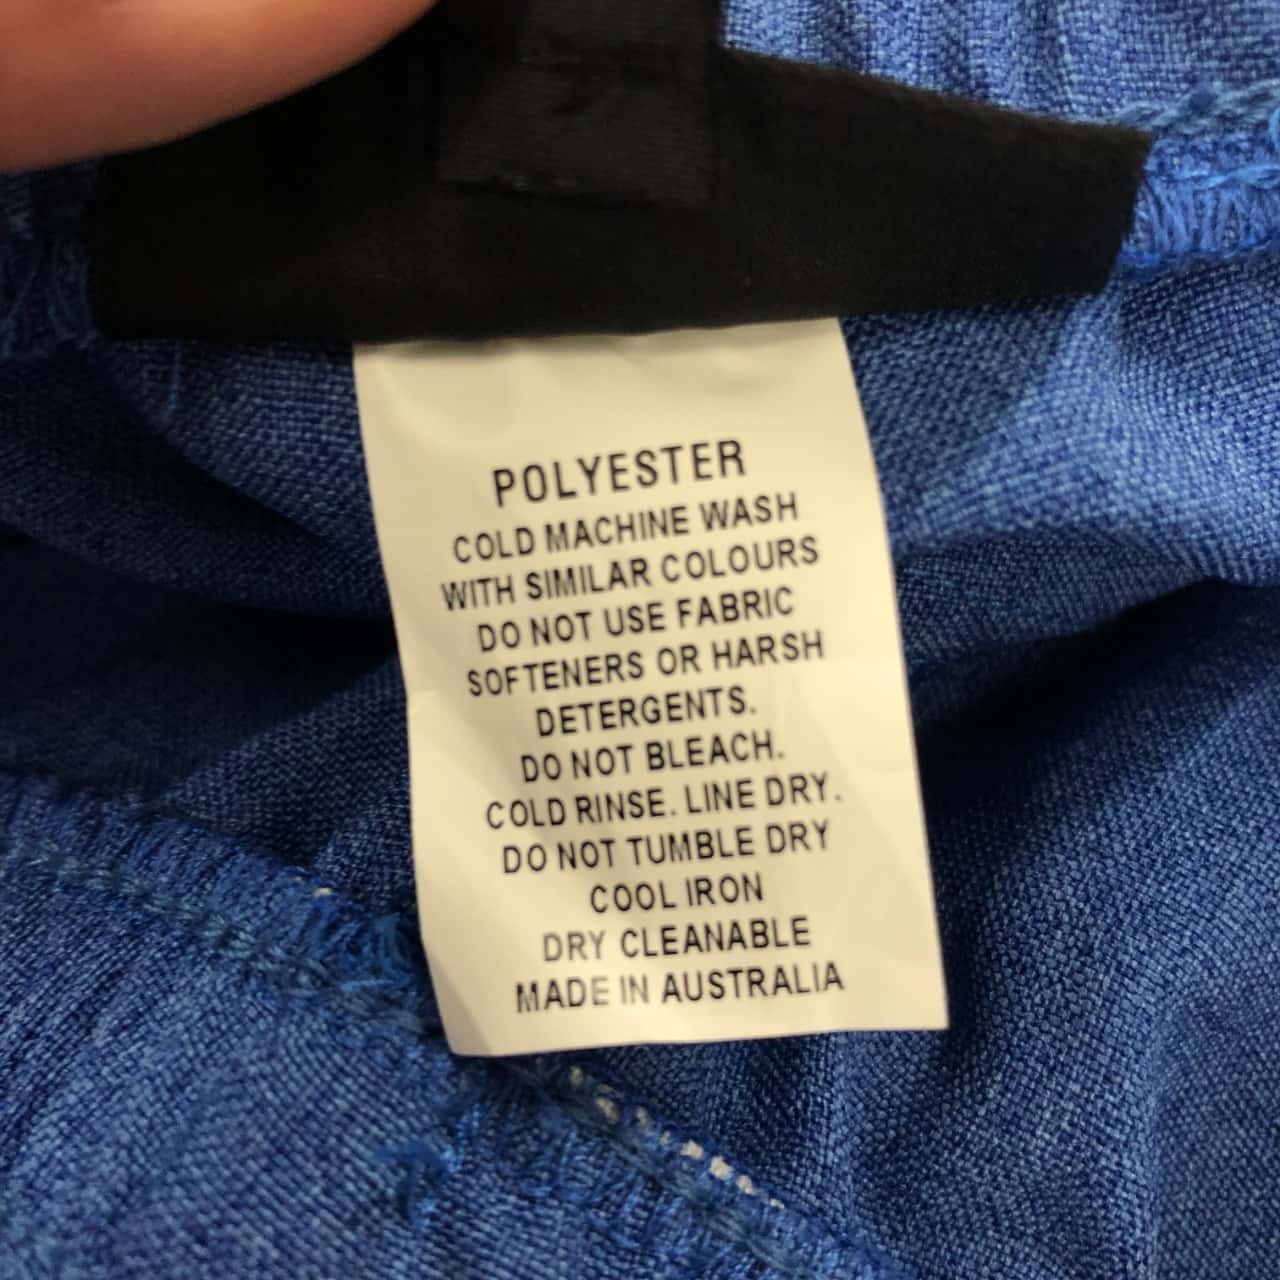 POLYESTER
COLD MACHINE WASH
WITH SIMILAR COLOURS
DO NOT USE FABRIC
SOFTENERS OR HARSH
DETERGENTS.
DO NOT BLEACH.
COLD RINSE. LINE DRY.
DO NOT TUMBLE DRY
COOL IRON
DRY CLEANABLE
MADE IN AUSTRALIA